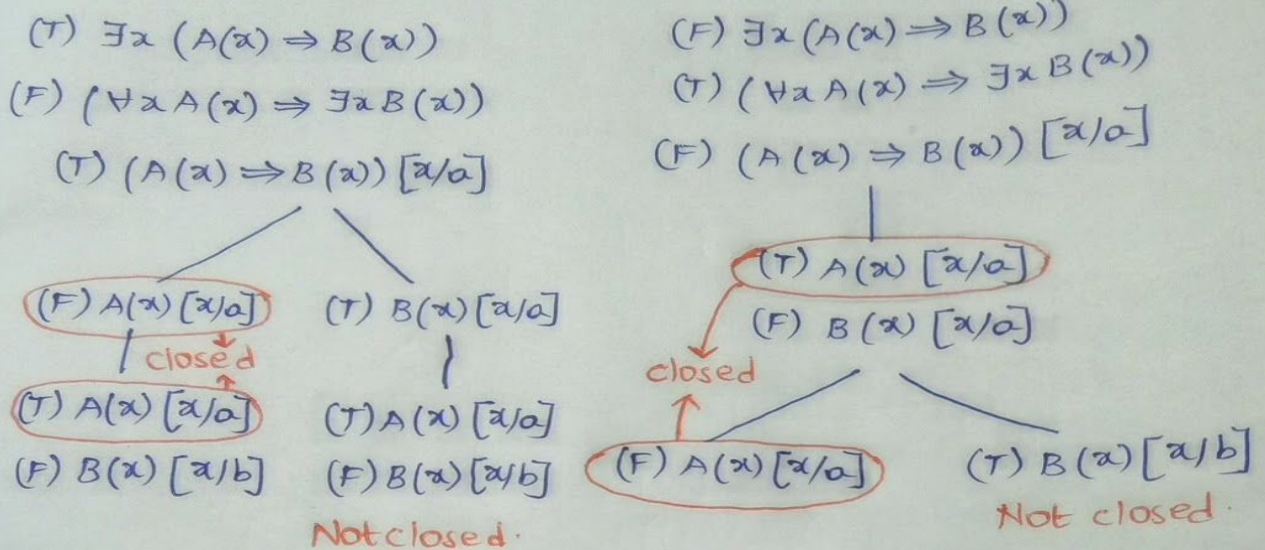 (T) ∃x (A(x) ⇒ B(x))
(F) (∀x A(x) ⇒ ∃x B(x))
(T) (A(x) ⇒ B(x)) [x/a]
(F) A(x) [x/a]
(T) B(x) [x/a]
closed
(T) A(x) [x/a]
(F) B(x) [x/b]
(T) A(x) [x/a]
(F) B(x) [x/b]
Not closed.
(F) ∃x (A(x) ⇒ B(x))
(T) (∀x A(x) ⇒ ∃x B(x))
(F) (A(x) ⇒ B(x)) [x/a]
(T) A(x) [x/a]
(F) B(x) [x/a]
closed
(F) A(x) [x/a]
(T) B(x) [x/b]
Not closed.